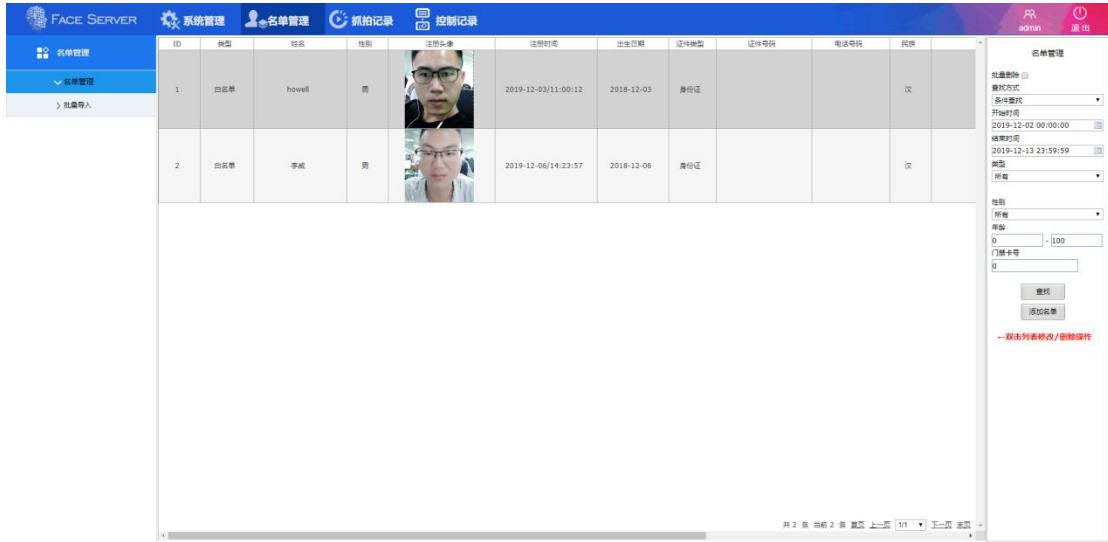 FACE SERVER 系统管理 名单管理 抓拍记录 控制记录 admin 退出
名单管理
名单管理
批量导入
ID 类型 姓名 性别 注册头像 注册时间 出生日期 证件类型 证件号码 电话号码 民族
1 白名单 howell 男 2019-12-03/11:00:12 2018-12-03 身份证 汉
2 白名单 李威 男 2019-12-06/14:23:57 2018-12-06 身份证 汉
共 2 条 当前 2 条 首页 上一页 1/1 下一页 末页
名单管理
批量删除
查找方式
条件查找
开始时间
2019-12-02 00:00:00
结束时间
2019-12-13 23:59:59
类型
所有
性别
所有
年龄
0 - 100
门禁卡号
0
查找
添加名单
←双击列表修改/删除操作